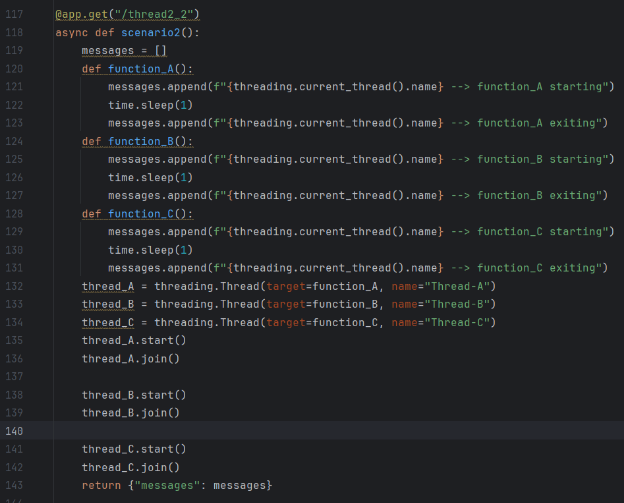 117 @app.get("/thread2_2")
118 async def scenario2():
119     messages = []
120     def function_A():
121         messages.append(f"{threading.current_thread().name} --> function_A starting")
122         time.sleep(1)
123         messages.append(f"{threading.current_thread().name} --> function_A exiting")
124     def function_B():
125         messages.append(f"{threading.current_thread().name} --> function_B starting")
126         time.sleep(1)
127         messages.append(f"{threading.current_thread().name} --> function_B exiting")
128     def function_C():
129         messages.append(f"{threading.current_thread().name} --> function_C starting")
130         time.sleep(1)
131         messages.append(f"{threading.current_thread().name} --> function_C exiting")
132     thread_A = threading.Thread(target=function_A, name="Thread-A")
133     thread_B = threading.Thread(target=function_B, name="Thread-B")
134     thread_C = threading.Thread(target=function_C, name="Thread-C")
135     thread_A.start()
136     thread_A.join()
137
138     thread_B.start()
139     thread_B.join()
140
141     thread_C.start()
142     thread_C.join()
143     return {"messages": messages}